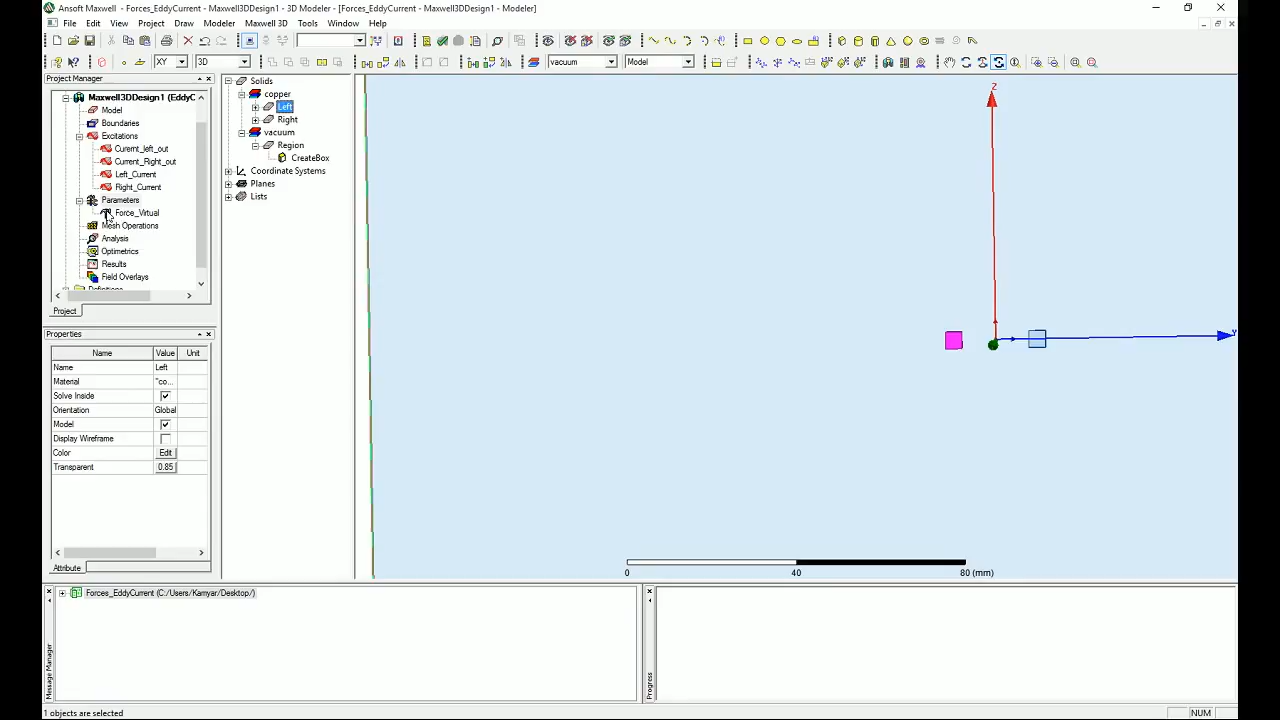 Ansoft Maxwell - Forces_EddyCurrent - Maxwell3DDesign1 - 3D Modeler - [Forces_EddyCurrent - Maxwell3DDesign1 - Modeler]
File Edit View Project Draw Modeler Maxwell 3D Tools Window Help
XY 3D vacuum Model
Project Manager
Maxwell3DDesign1 (EddyC
Model
Boundaries
Excitations
Curernt_left_out
Current_Right_out
Left_Current
Right_Current
Parameters
Force_Virtual
Mesh Operations
Analysis
Optimetrics
Results
Field Overlays
Definitions
Project
Solids
copper
Left
Right
vacuum
Region
CreateBox
Coordinate Systems
Planes
Lists
Properties
Name Value Unit
Name Left
Material "co...
Solve Inside
Orientation Global
Model
Display Wireframe
Color Edit
Transparent 0.85
Attribute
Z
Y
0 40 80 (mm)
Message Manager
Forces_EddyCurrent (C:/Users/Kamyar/Desktop/)
Progress
1 objects are selected
NUM